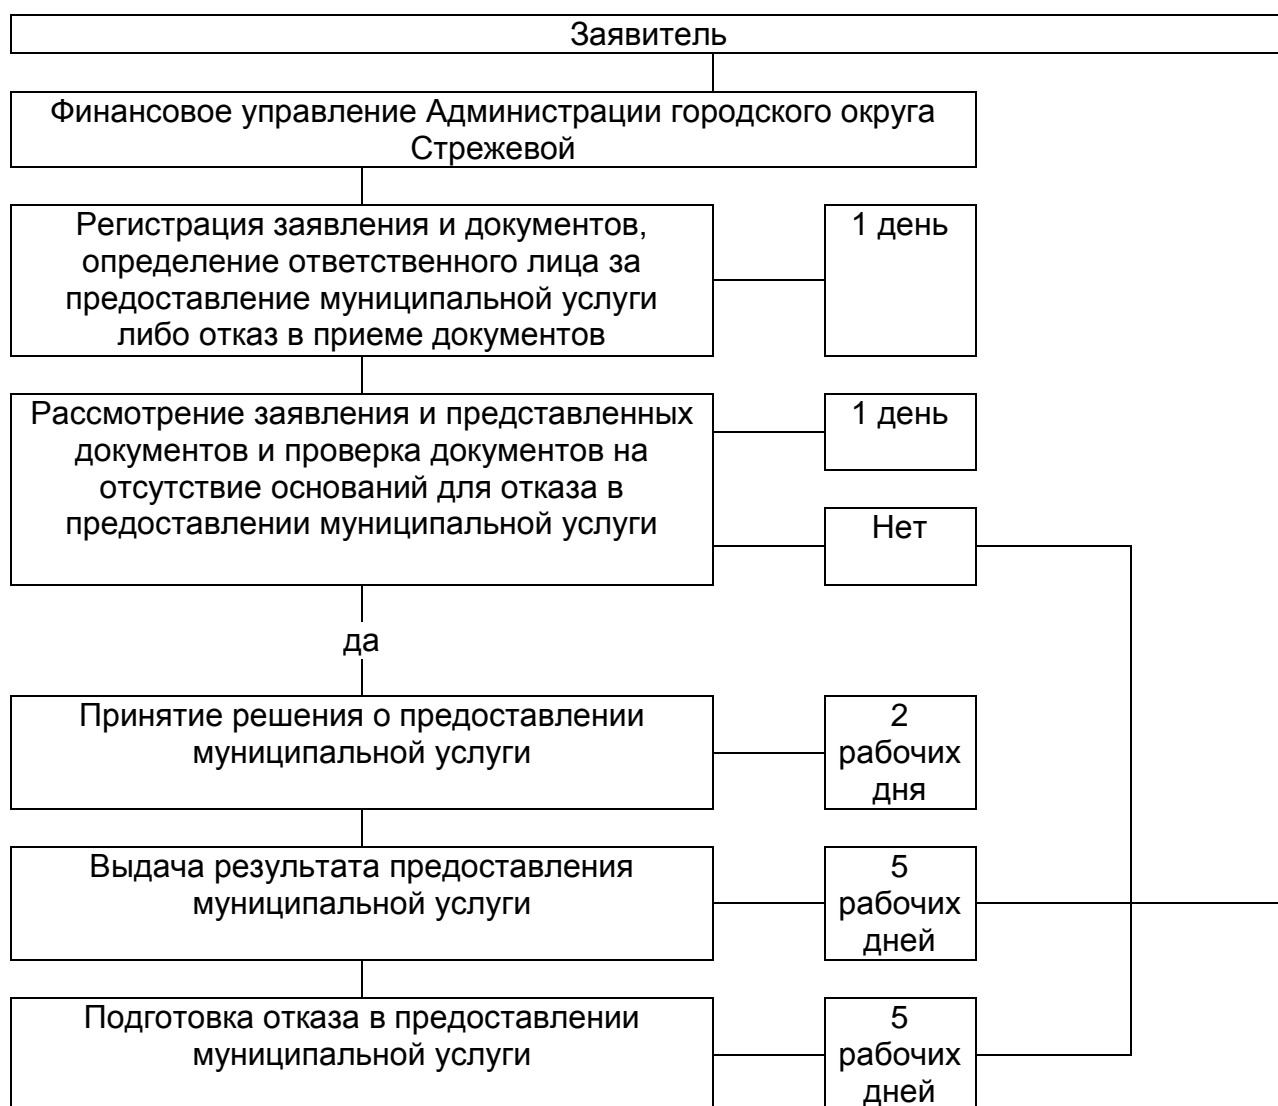 Заявитель
Финансовое управление Администрации городского округа
Стрежевой
Регистрация заявления и документов,
определение ответственного лица за
предоставление муниципальной услуги
либо отказ в приеме документов
1 день
Рассмотрение заявления и представленных
документов и проверка документов на
отсутствие оснований для отказа в
предоставлении муниципальной услуги
1 день
Нет
да
Принятие решения о предоставлении
муниципальной услуги
2
рабочих
дня
Выдача результата предоставления
муниципальной услуги
5
рабочих
дней
Подготовка отказа в предоставлении
муниципальной услуги
5
рабочих
дней